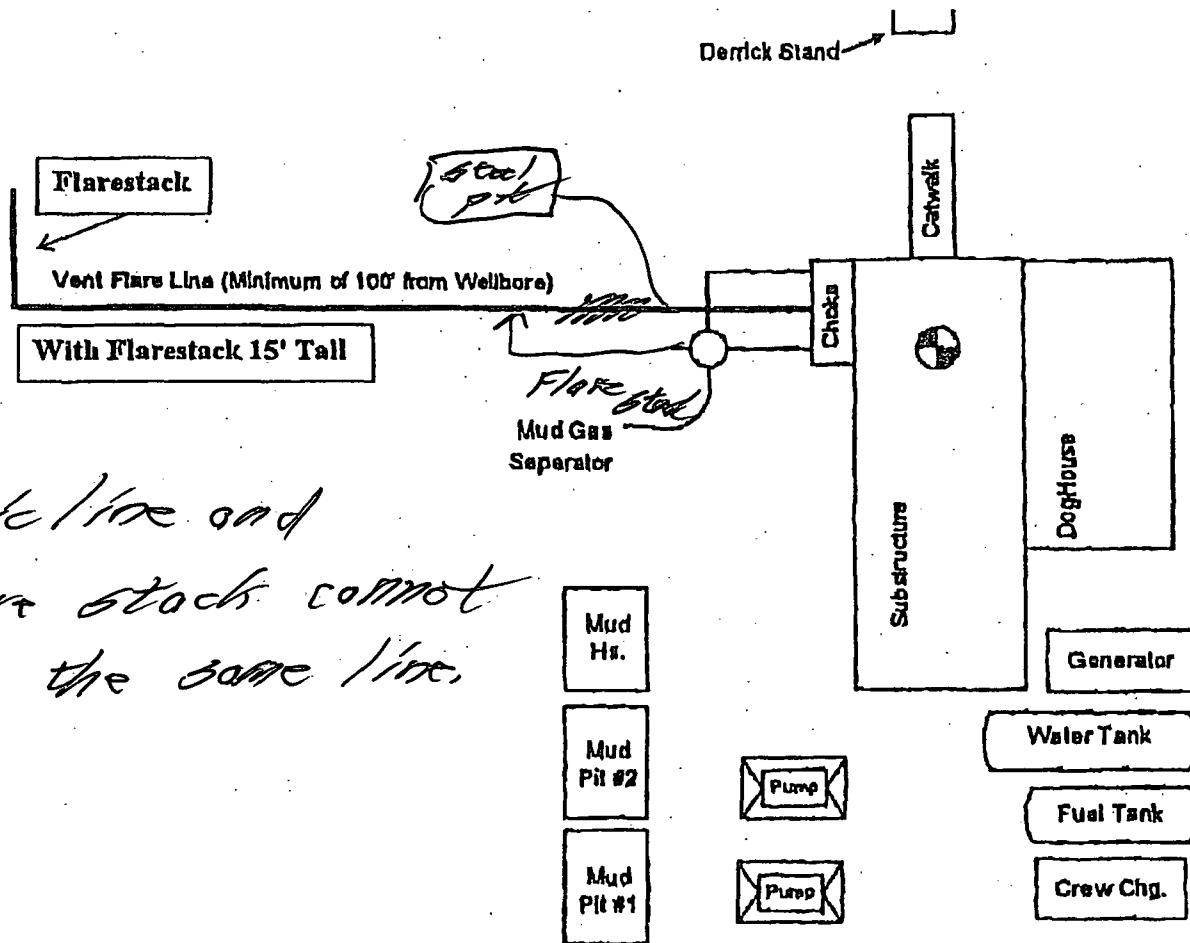 Derrick Stand
Catwalk
Flarestack
steel
pit
Vent Flare Line (Minimum of 100' from Wellbore)
Choke
With Flarestack 15' Tall
Flare
Mud Gas
Separator
line and
stack cannot
the same line.
Substructure
DogHouse
Mud
Hs.
Generator
Mud
Pit #2
Water Tank
Pump
Fuel Tank
Mud
Pit #1
Pump
Crew Chg.